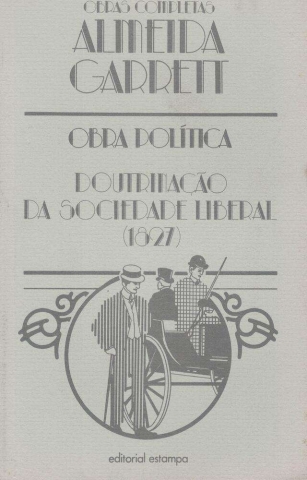 OBRAS COMPLETAS
ALMEIDA
GARRETT
OBRA POLÍTICA
DOUTRINAÇÃO
DA SOCIEDADE LIBERAL
(1827)
editorial estampa